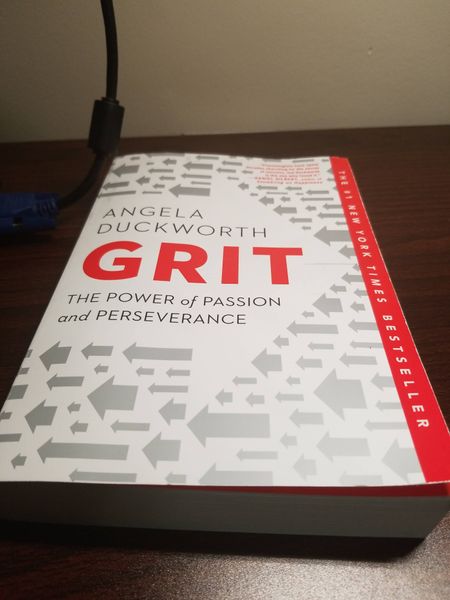 ANGELA
DUCKWORTH
GRIT
THE POWER of PASSION
and PERSEVERANCE
THE #1 NEW YORK TIMES BESTSELLER